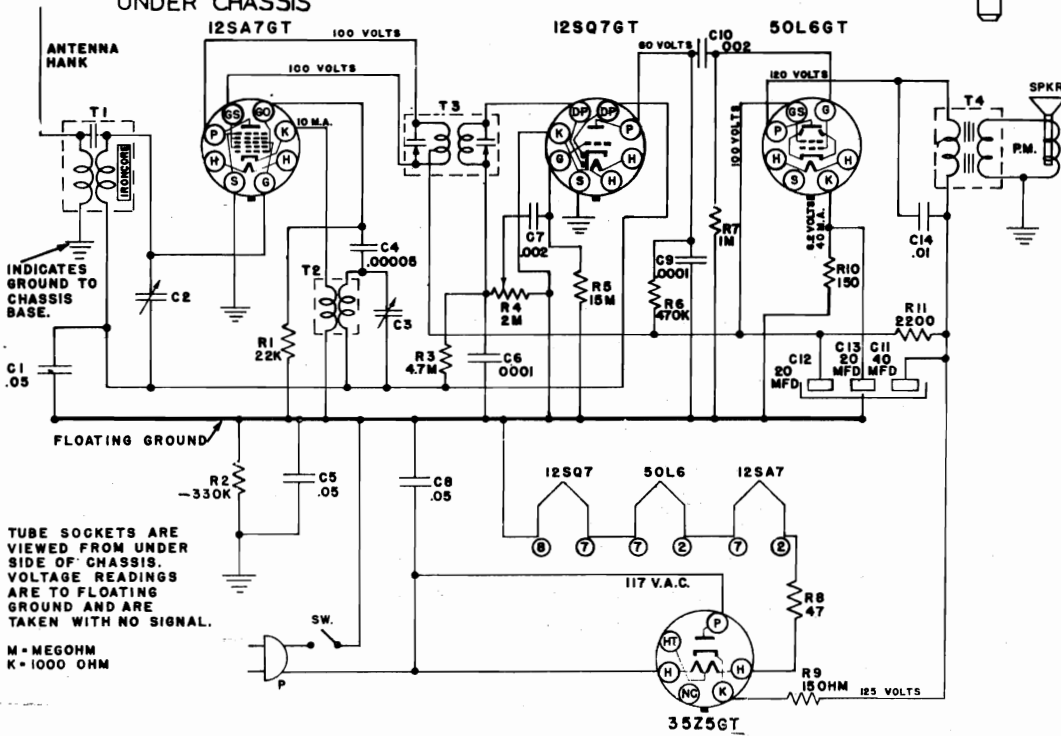 UNDER CHASSIS
12SA7GT
12SQ7GT
50L6GT
ANTENNA
HANK
100 VOLTS
100 VOLTS
60 VOLTS
C10
.002
120 VOLTS
T1
IRONCORE
GS
GO
P
K
H
H
S
G
10 M.A.
T3
DP
DP
K
P
G
H
S
H
100 VOLTS
GS
G
P
K
H
H
S
K
T4
SPKR
P.M.
INDICATES
GROUND TO
CHASSIS
BASE.
C2
C4
.00005
T2
C3
R1
22K
C7
.002
R4
2M
R5
15M
R3
4.7M
C6
.0001
R6
470K
C9
.0001
R7
1M
6.2 VOLTS
40 M.A.
R10
150
C14
.01
R11
2200
C12
20
MFD
C13
20
MFD
C11
40
MFD
C1
.05
FLOATING GROUND
R2
330K
C5
.05
C8
.05
12SQ7
50L6
12SA7
8
7
7
2
7
2
TUBE SOCKETS ARE
VIEWED FROM UNDER
SIDE OF CHASSIS.
VOLTAGE READINGS
ARE TO FLOATING
GROUND AND ARE
TAKEN WITH NO SIGNAL.
M = MEGOHM
K = 1000 OHM
SW.
P
117 V.A.C.
R8
47
P
HT
H
H
NC
K
R9
15 OHM
125 VOLTS
35Z5GT